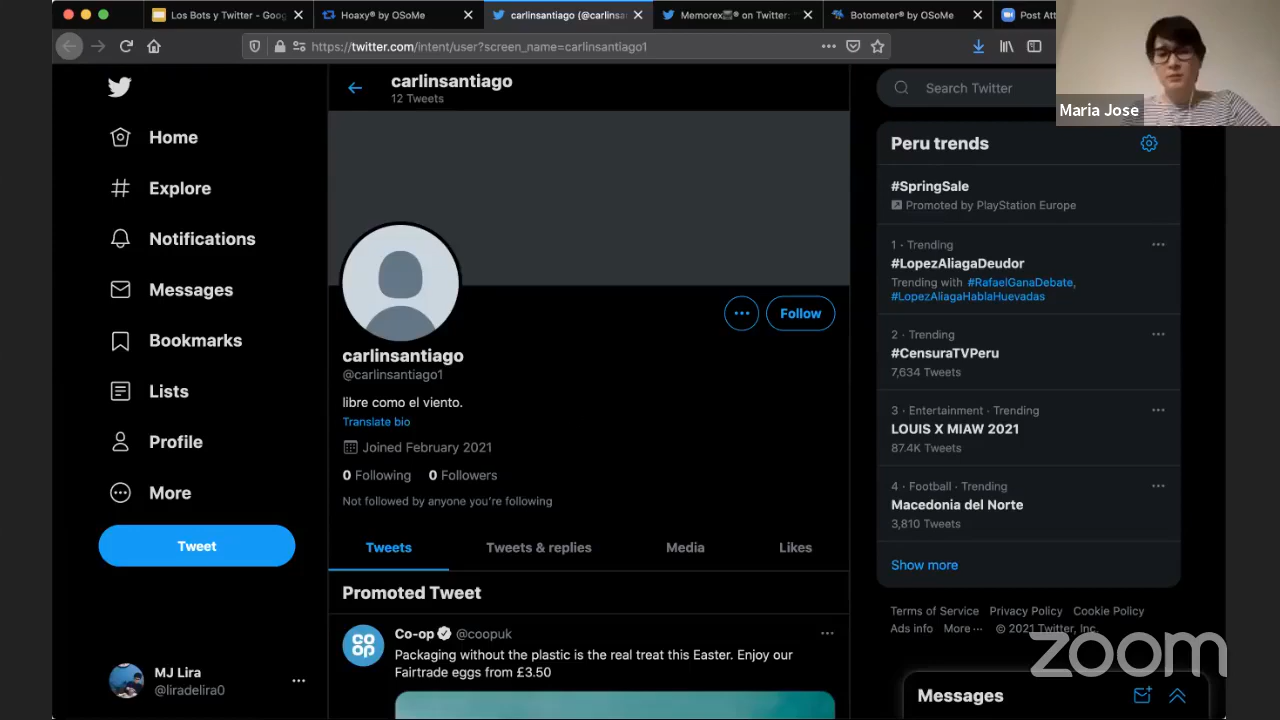 Los Bots y Twitter - Goog
Hoaxy® by OSoMe
carlinsantiago (@carlinsan
Memorex
® on Twitter:
Botometer® by OSoMe
Post Att
https://twitter.com/intent/user?screen_name=carlinsantiago1
Maria Jose
carlinsantiago
12 Tweets
Home
Explore
Notifications
Messages
Bookmarks
Lists
Profile
More
Tweet
MJ Lira
@liradelira0
carlinsantiago
@carlinsantiago1
Follow
libre como el viento.
Translate bio
Joined February 2021
0 Following 0 Followers
Not followed by anyone you're following
Tweets Tweets & replies Media Likes
Promoted Tweet
CO
OP
Co-op @coopuk
Packaging without the plastic is the real treat this Easter. Enjoy our
Fairtrade eggs from £3.50
Search Twitter
Peru trends
#SpringSale
Promoted by PlayStation Europe
1 · Trending
#LopezAliagaDeudor
Trending with #RafaelGanaDebate,
#LopezAliagaHablaHuevadas
2 · Trending
#CensuraTVPeru
7,634 Tweets
3 · Entertainment · Trending
LOUIS X MIAW 2021
87.4K Tweets
4 · Football · Trending
Macedonia del Norte
3,810 Tweets
Show more
Terms of Service Privacy Policy Cookie Policy
Ads info More ··· © 2021 Twitter, Inc.
zoom
Messages